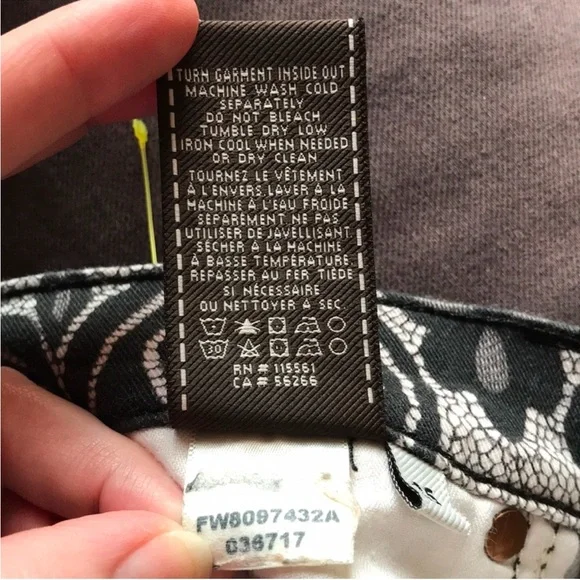 TURN GARMENT INSIDE OUT
MACHINE WASH COLD
SEPARATELY
DO NOT BLEACH
TUMBLE DRY LOW
IRON COOL WHEN NEEDED
OR DRY CLEAN
TOURNEZ LE VÊTEMENT
À L'ENVERS, LAVER À LA
MACHINE À L'EAU FROIDE
SÉPARÉMENT. NE PAS
UTILISER DE JAVELLISANT.
SÉCHER À LA MACHINE
À BASSE TEMPÉRATURE.
REPASSER AU FER TIÈDE
SI NÉCESSAIRE
OU NETTOYER À SEC.
30
RN # 115561
CA # 56266
FW8097432A
036717